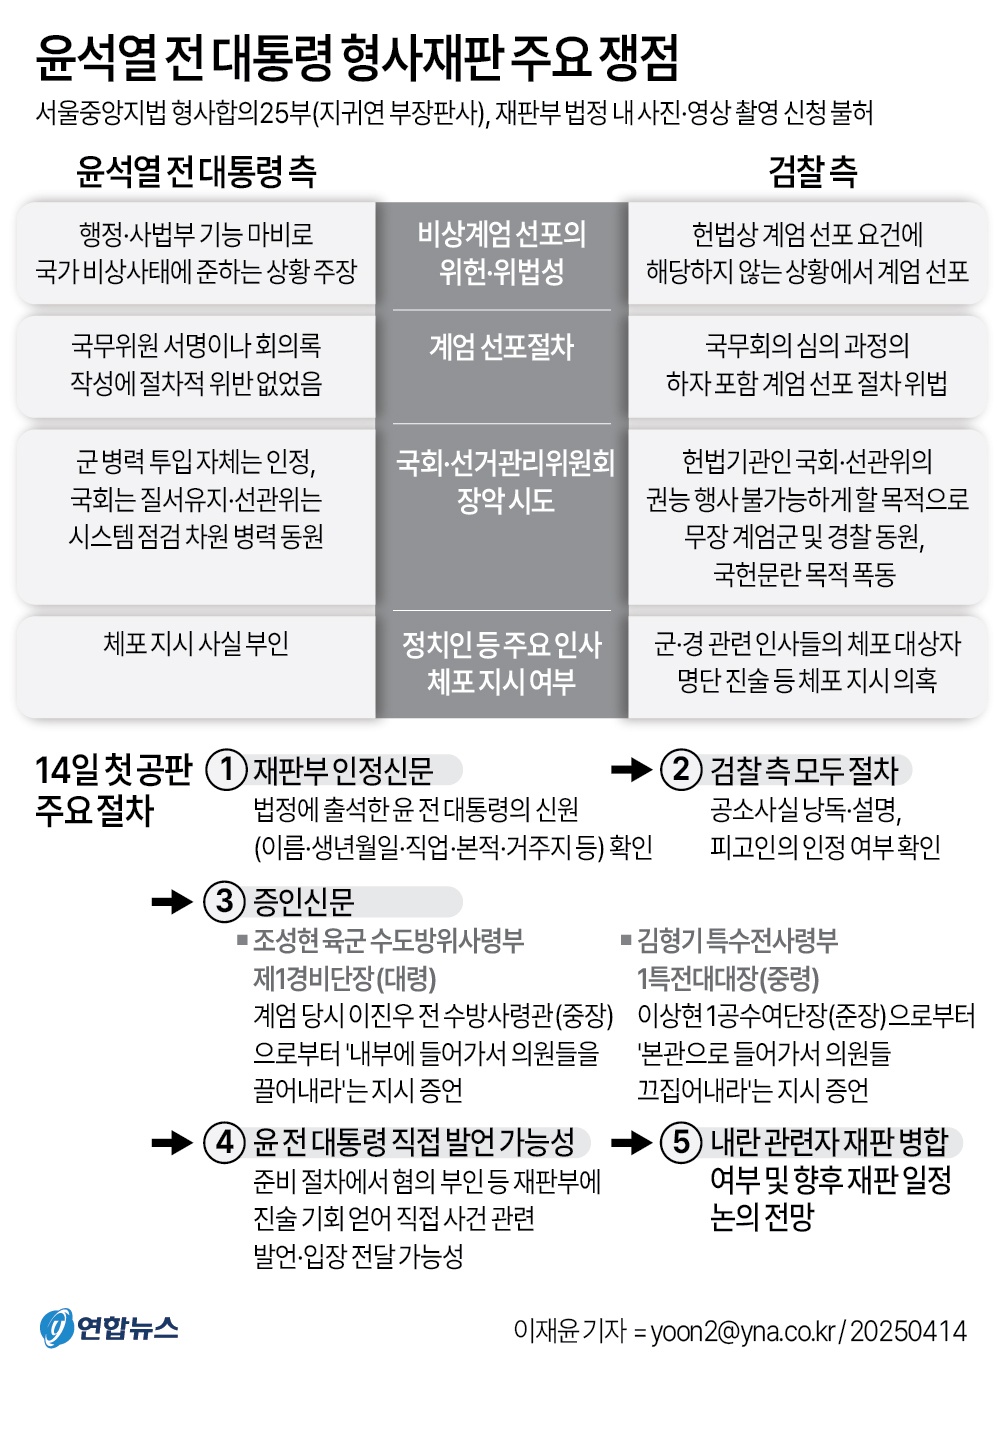 윤석열 전 대통령 형사재판 주요 쟁점
서울중앙지법 형사합의25부(지귀연 부장판사), 재판부 법정 내 사진·영상 촬영 신청 불허
윤석열 전 대통령 측
검찰 측
행정·사법부 기능 마비로
국가 비상사태에 준하는 상황 주장
비상계엄 선포의
위헌·위법성
헌법상 계엄 선포 요건에
해당하지 않는 상황에서 계엄 선포
국무위원 서명이나 회의록
작성에 절차적 위반 없었음
계엄 선포절차
국무회의 심의 과정의
하자 포함 계엄 선포 절차 위법
군 병력 투입 자체는 인정,
국회는 질서유지·선관위는
시스템 점검 차원 병력 동원
국회·선거관리위원회
장악 시도
헌법기관인 국회·선관위의
권능 행사 불가능하게 할 목적으로
무장 계엄군 및 경찰 동원,
국헌문란 목적 폭동
체포 지시 사실 부인
정치인 등 주요 인사
체포 지시 여부
군·경 관련 인사들의 체포 대상자
명단 진술 등 체포 지시 의혹
14일 첫 공판
주요 절차
1 재판부 인정신문
법정에 출석한 윤 전 대통령의 신원
(이름·생년월일·직업·본적·거주지 등) 확인
2 검찰 측 모두 절차
공소사실 낭독·설명,
피고인의 인정 여부 확인
3 증인신문
조성현 육군 수도방위사령부
제1경비단장(대령)
계엄 당시 이진우 전 수방사령관(중장)
으로부터 '내부에 들어가서 의원들을
끌어내라'는 지시 증언
김형기 특수전사령부
1특전대대장(중령)
이상현 1공수여단장(준장)으로부터
'본관으로 들어가서 의원들
끄집어내라'는 지시 증언
4 윤 전 대통령 직접 발언 가능성
준비 절차에서 혐의 부인 등 재판부에
진술 기회 얻어 직접 사건 관련
발언·입장 전달 가능성
5 내란 관련자 재판 병합
여부 및 향후 재판 일정
논의 전망
연합뉴스
이재윤 기자 = yoon2@yna.co.kr / 20250414